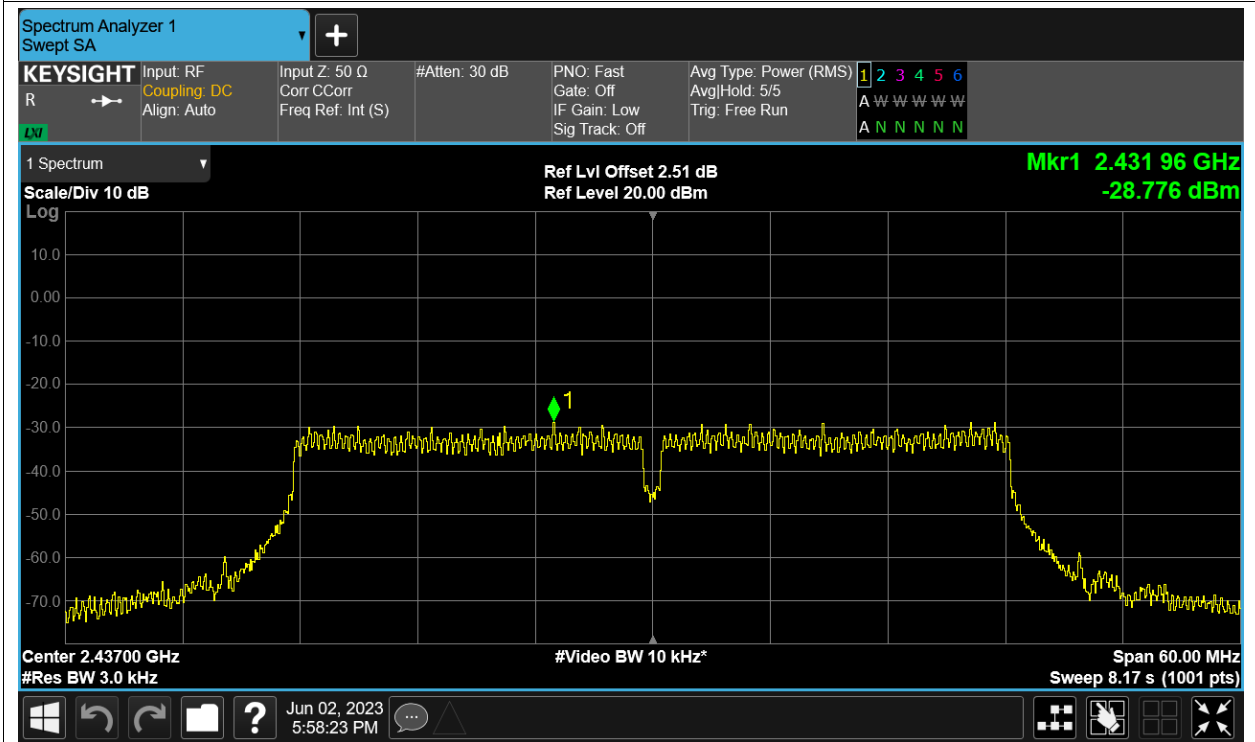 Spectrum Analyzer 1
Swept SA
+
KEYSIGHT
R
LXI
Input: RF
Coupling: DC
Align: Auto
Input Z: 50 Ω
Corr CCorr
Freq Ref: Int (S)
#Atten: 30 dB
PNO: Fast
Gate: Off
IF Gain: Low
Sig Track: Off
Avg Type: Power (RMS)
Avg|Hold: 5/5
Trig: Free Run
1 2 3 4 5 6
A W W W W W
A N N N N N
1 Spectrum
Scale/Div 10 dB
Log
Ref Lvl Offset 2.51 dB
Ref Level 20.00 dBm
Mkr1 2.431 96 GHz
-28.776 dBm
10.0
0.00
-10.0
-20.0
1
-30.0
-40.0
-50.0
-60.0
-70.0
Center 2.43700 GHz
#Res BW 3.0 kHz
#Video BW 10 kHz*
Span 60.00 MHz
Sweep 8.17 s (1001 pts)
?
Jun 02, 2023
5:58:23 PM